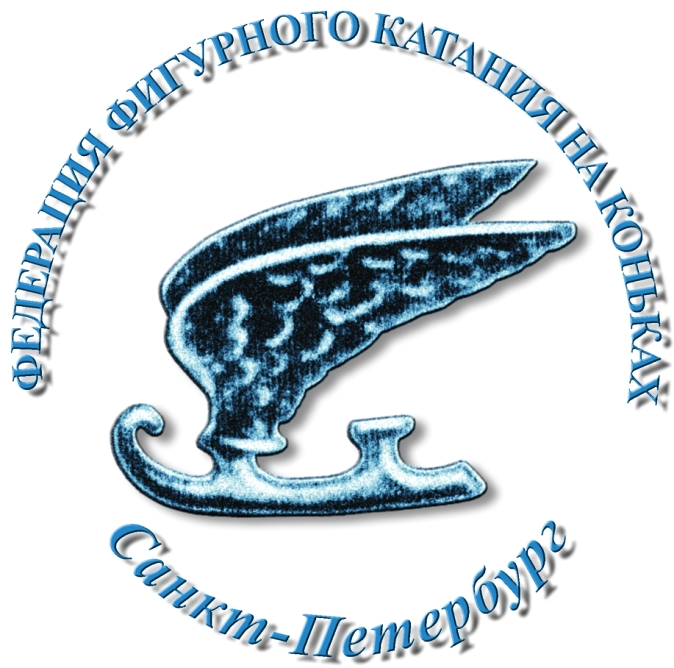 ФЕДЕРАЦИЯ ФИГУРНОГО КАТАНИЯ НА КОНЬКАХ
Санкт-Петербург